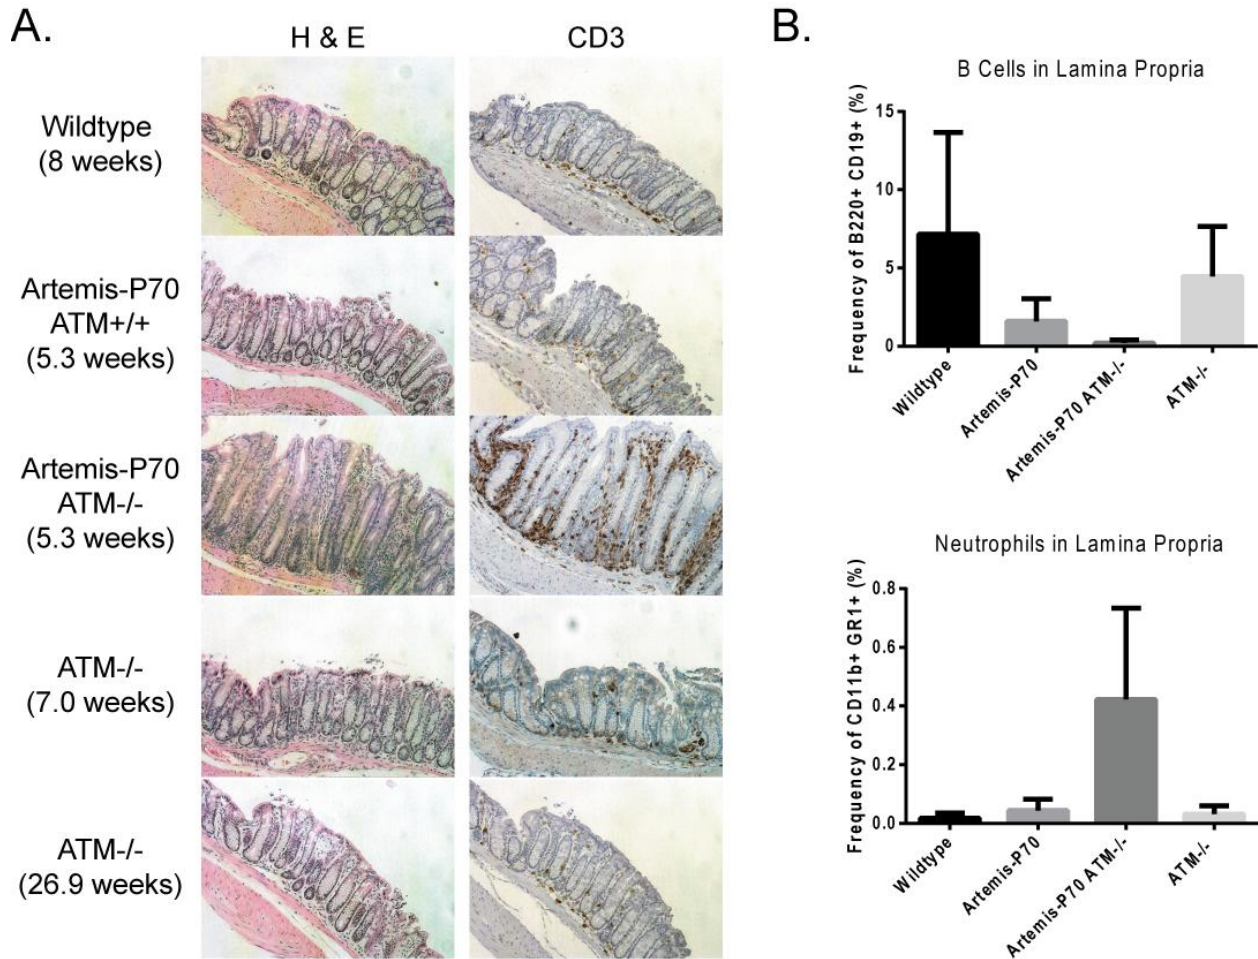 A.
H & E
CD3
Wildtype
(8 weeks)
Artemis-P70
ATM+/+
(5.3 weeks)
Artemis-P70
ATM-/-
(5.3 weeks)
ATM-/-
(7.0 weeks)
ATM-/-
(26.9 weeks)
B.
B Cells in Lamina Propria
Frequency of B220+ CD19+ (%)
15
10
5
0
Wildtype
Artemis-P70
Artemis-P70 ATM-/-
ATM-/-
Neutrophils in Lamina Propria
Frequency of CD11b+ GR1+ (%)
0.8
0.6
0.4
0.2
0.0
Wildtype
Artemis-P70
Artemis-P70 ATM-/-
ATM-/-